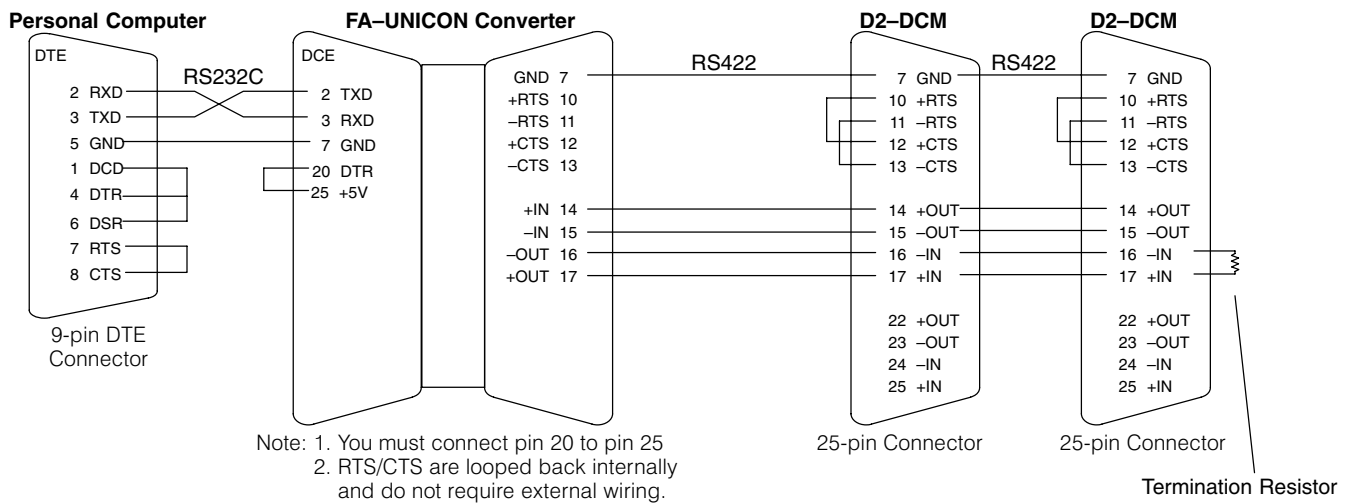 Personal Computer
FA–UNICON Converter
D2–DCM
D2–DCM
DTE
RS232C
2 RXD
3 TXD
5 GND
1 DCD
4 DTR
6 DSR
7 RTS
8 CTS
9-pin DTE
Connector
DCE
2 TXD
3 RXD
7 GND
20 DTR
25 +5V
GND 7
+RTS 10
–RTS 11
+CTS 12
–CTS 13
+IN 14
–IN 15
–OUT 16
+OUT 17
Note: 1. You must connect pin 20 to pin 25
2. RTS/CTS are looped back internally
and do not require external wiring.
RS422
7 GND
10 +RTS
11 –RTS
12 +CTS
13 –CTS
14 +OUT
15 –OUT
16 –IN
17 +IN
22 +OUT
23 –OUT
24 –IN
25 +IN
25-pin Connector
RS422
7 GND
10 +RTS
11 –RTS
12 +CTS
13 –CTS
14 +OUT
15 –OUT
16 –IN
17 +IN
22 +OUT
23 –OUT
24 –IN
25 +IN
25-pin Connector
Termination Resistor